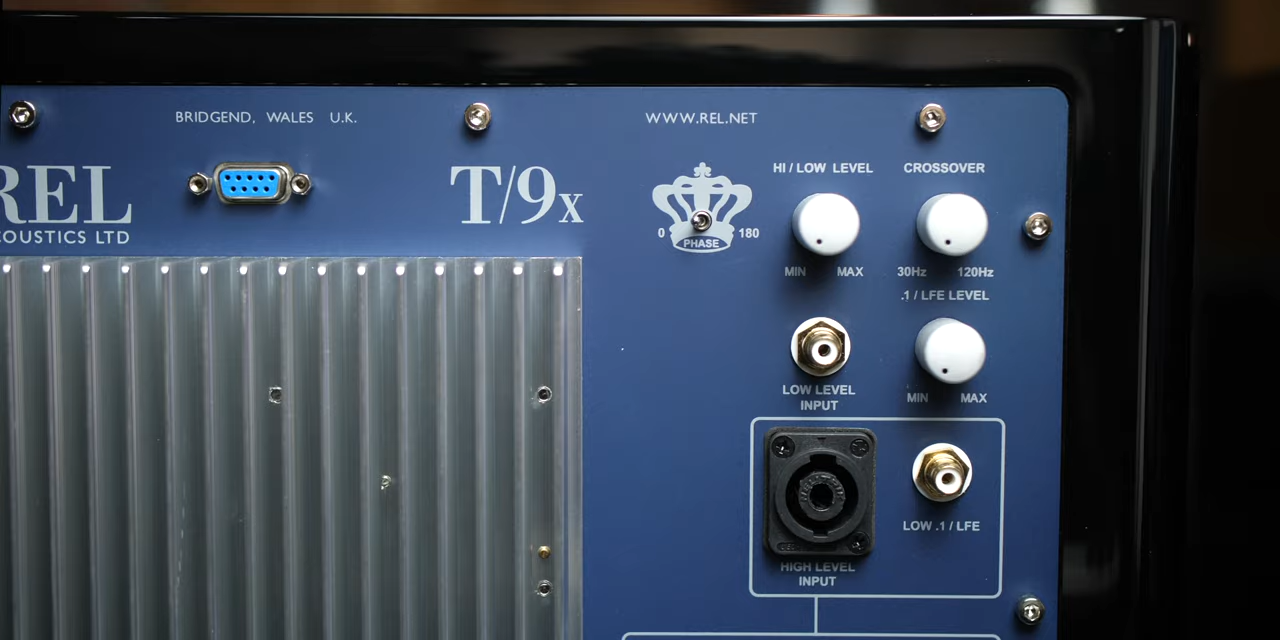 BRIDGEND, WALES U.K.
WWW.REL.NET
REL
COUSTICS LTD
T/9x
0 PHASE 180
HI / LOW LEVEL
MIN MAX
CROSSOVER
30Hz 120Hz
.1 / LFE LEVEL
MIN MAX
LOW LEVEL
INPUT
HIGH LEVEL
INPUT
LOW .1 / LFE